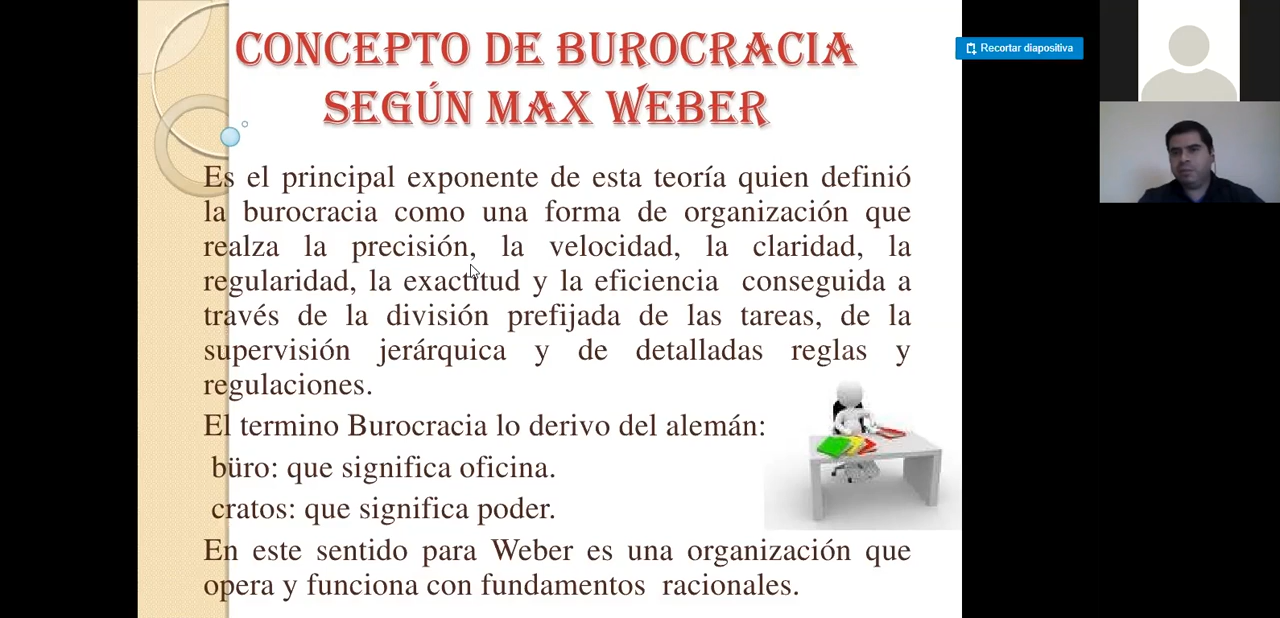 CONCEPTO DE BUROCRACIA
SEGÚN MAX WEBER
Recortar diapositiva
Es el principal exponente de esta teoría quien definió
la burocracia como una forma de organización que
realza la precisión, la velocidad, la claridad, la
regularidad, la exactitud y la eficiencia conseguida a
través de la división prefijada de las tareas, de la
supervisión jerárquica y de detalladas reglas y
regulaciones.
El termino Burocracia lo derivo del alemán:
büro: que significa oficina.
cratos: que significa poder.
En este sentido para Weber es una organización que
opera y funciona con fundamentos racionales.